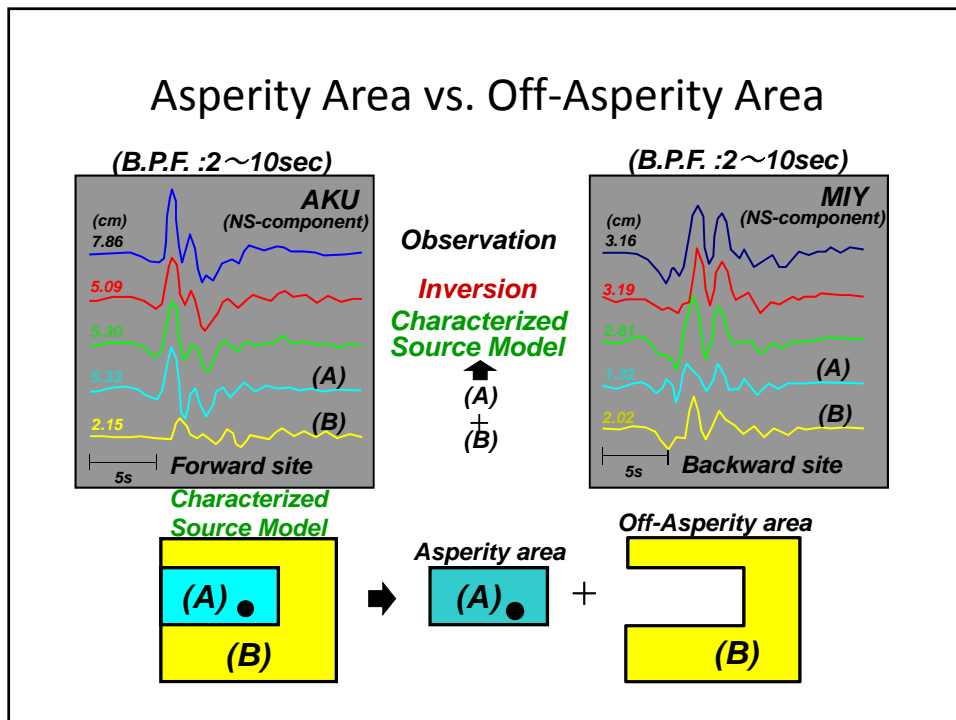 Asperity Area vs. Off-Asperity Area
(B.P.F. :2～10sec)
AKU
(NS-component)
(cm)
7.86
5.09
5.30
5.33
(A)
2.15
(B)
5s
Forward site
Observation
Inversion
Characterized
Source Model
(A)
+
(B)
(B.P.F. :2～10sec)
MIY
(NS-component)
(cm)
3.16
3.19
2.81
1.32
(A)
2.02
(B)
5s
Backward site
Characterized
Source Model
(A)
(B)
Asperity area
(A)
+
Off-Asperity area
(B)